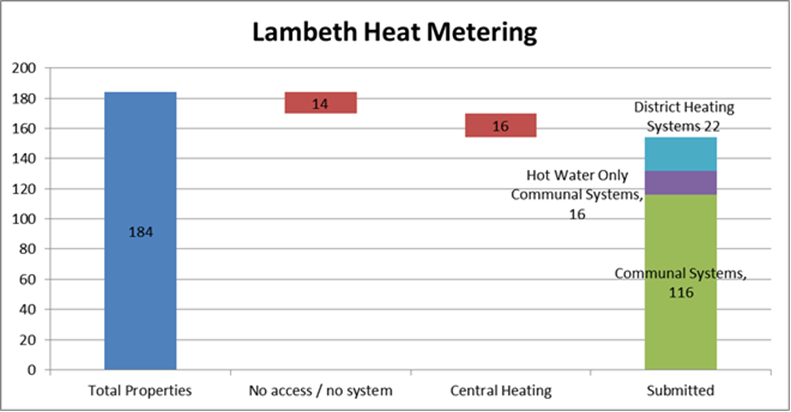 Lambeth Heat Metering
200
180
160
140
120
100
80
60
40
20
0
184
14
16
District Heating
Systems 22
Hot Water Only
Communal Systems,
16
Communal Systems,
116
Total Properties
No access / no system
Central Heating
Submitted